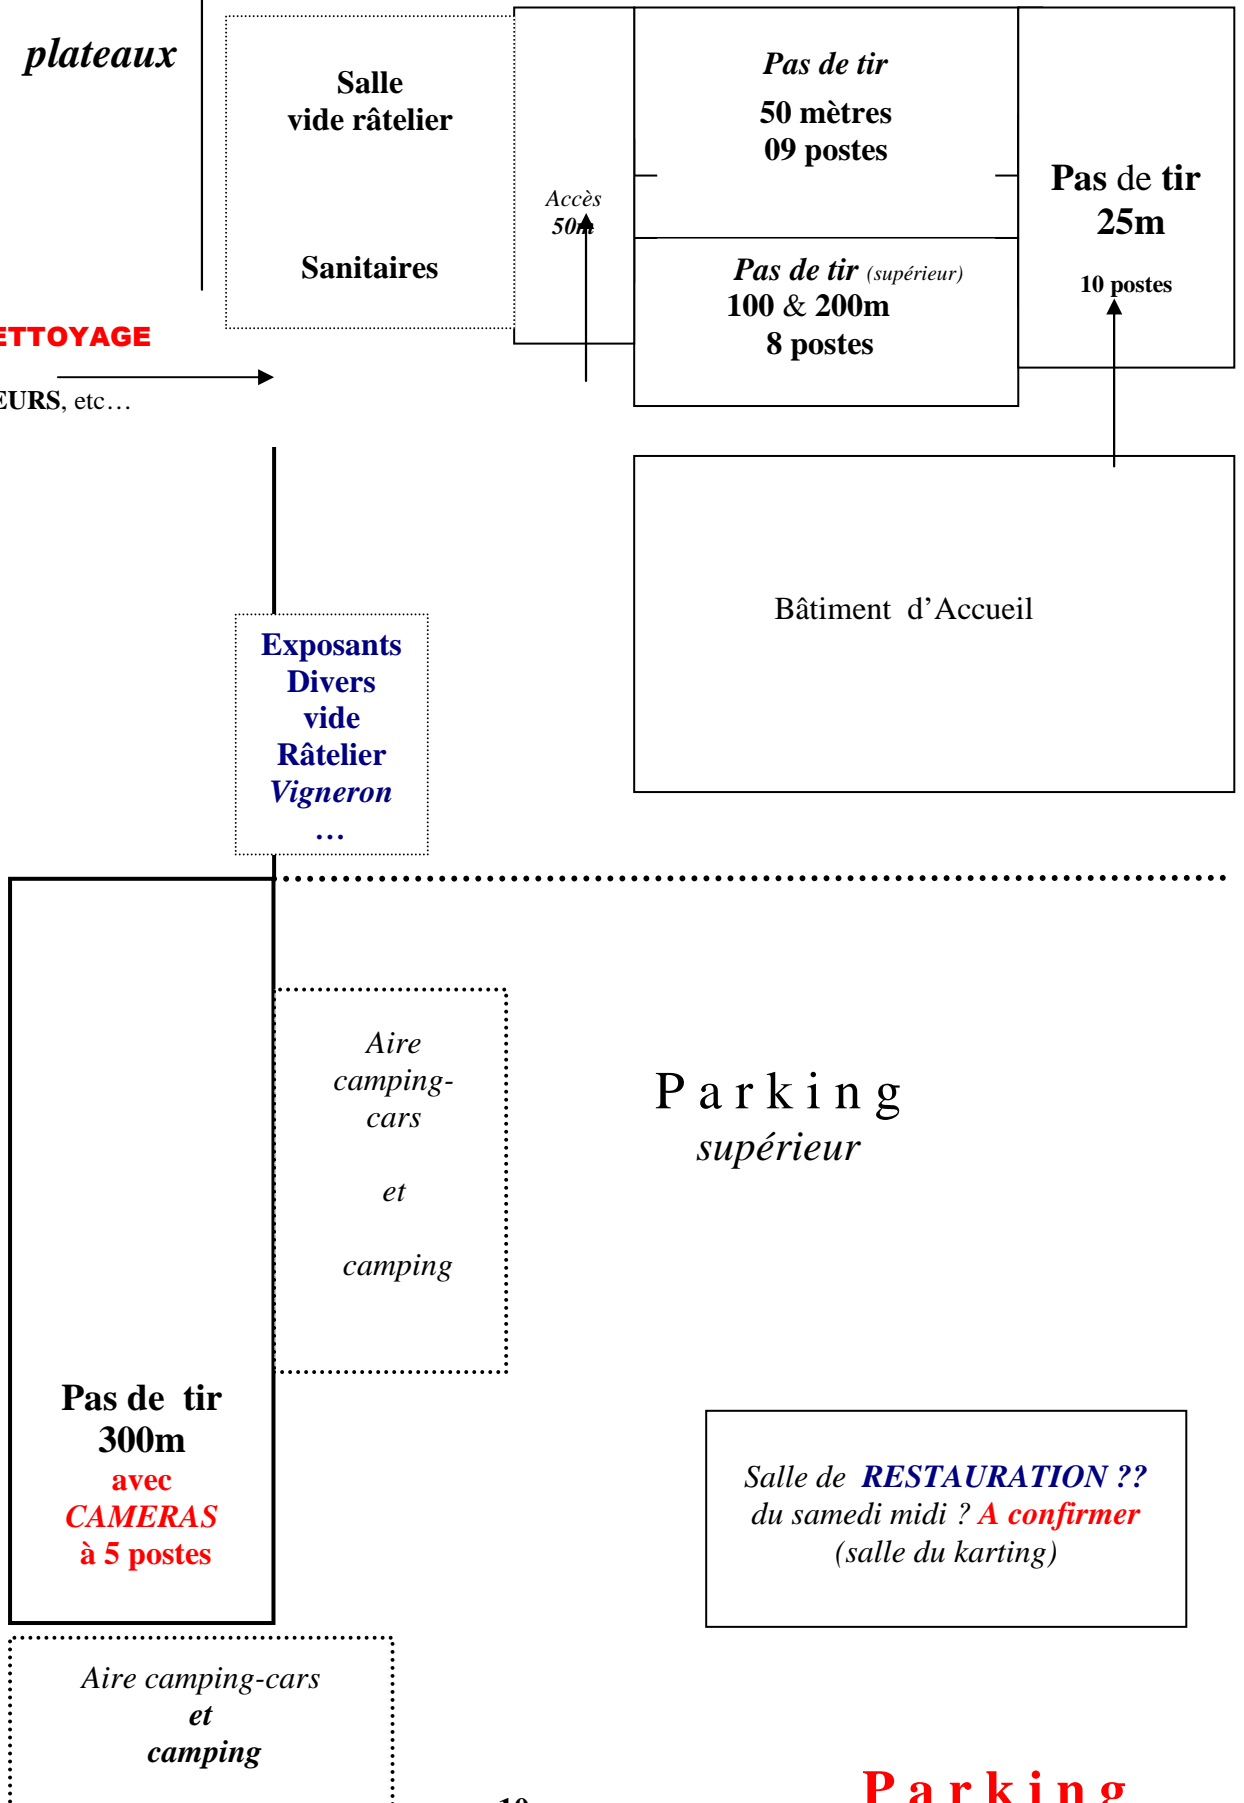 plateaux
Salle
vide râtelier
Sanitaires
Accès
50m
Pas de tir
50 mètres
09 postes
Pas de tir (supérieur)
100 & 200m
8 postes
Pas de tir
25m
10 postes
ETTOYAGE
EURS, etc…
Bâtiment d’Accueil
Exposants
Divers
vide
Râtelier
Vigneron
…
Aire
camping-
cars
et
camping
Parking
supérieur
Pas de tir
300m
avec
CAMERAS
à 5 postes
Salle de RESTAURATION ??
du samedi midi ? A confirmer
(salle du karting)
Aire camping-cars
et
camping
10
Parking